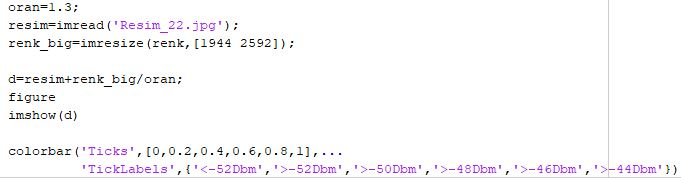 oran=1.3;
resim=imread('Resim_22.jpg');
renk_big=imresize(renk,[1944 2592]);
d=resim+renk_big/oran;
figure
imshow(d)
colorbar('Ticks',[0,0.2,0.4,0.6,0.8,1],...
'TickLabels',{'<-52Dbm','>-52Dbm','>-50Dbm','>-48Dbm','>-46Dbm','>-44Dbm'})